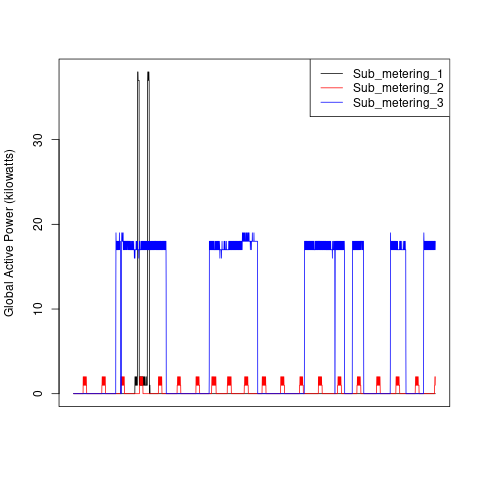 Sub_metering_1
Sub_metering_2
Sub_metering_3
Global Active Power (kilowatts)
30
20
10
0